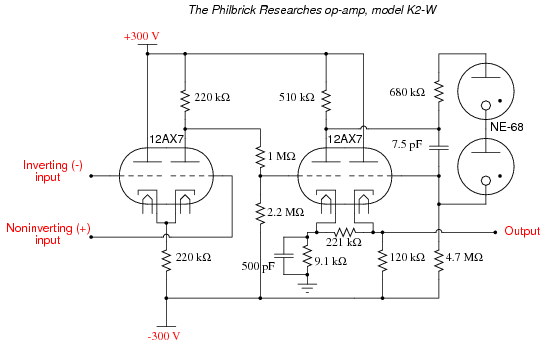 The Philbrick Researches op-amp, model K2-W
+300 V
220 kΩ
510 kΩ
680 kΩ
NE-68
12AX7
12AX7
7.5 pF
1 MΩ
Inverting (-)
input
2.2 MΩ
Noninverting (+)
input
Output
221 kΩ
220 kΩ
500 pF
9.1 kΩ
120 kΩ
4.7 MΩ
-300 V